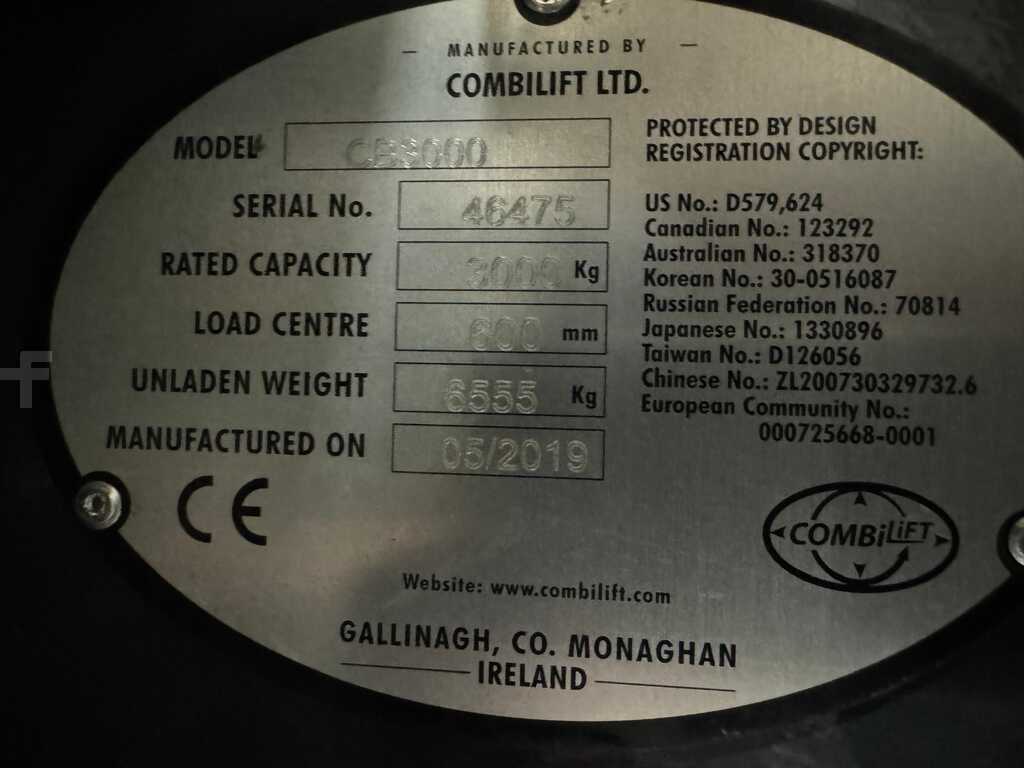 MANUFACTURED BY
COMBILIFT LTD.
MODEL CB3000
SERIAL No. 46475
RATED CAPACITY 3000 Kg
LOAD CENTRE 600 mm
UNLADEN WEIGHT 6555 Kg
MANUFACTURED ON 05/2019
CE
PROTECTED BY DESIGN
REGISTRATION COPYRIGHT:
US No.: D579,624
Canadian No.: 123292
Australian No.: 318370
Korean No.: 30-0516087
Russian Federation No.: 70814
Japanese No.: 1330896
Taiwan No.: D126056
Chinese No.: ZL200730329732.6
European Community No.:
000725668-0001
COMBiLiFT
Website: www.combilift.com
GALLINAGH, CO. MONAGHAN
IRELAND
f